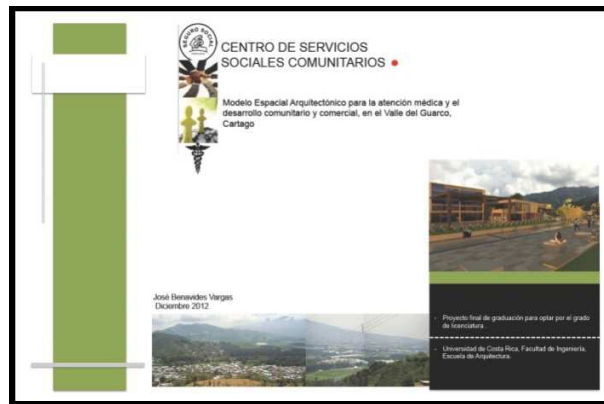 SEGURO SOCIAL
CENTRO DE SERVICIOS
SOCIALES COMUNITARIOS
Modelo Espacial Arquitectónico para la atención médica y el
desarrollo comunitario y comercial, en el Valle del Guarco,
Cartago
José Benavides Vargas
Diciembre 2012
- Proyecto final de graduación para optar por el grado
de licenciatura.
- Universidad de Costa Rica, Facultad de Ingeniería,
Escuela de Arquitectura.